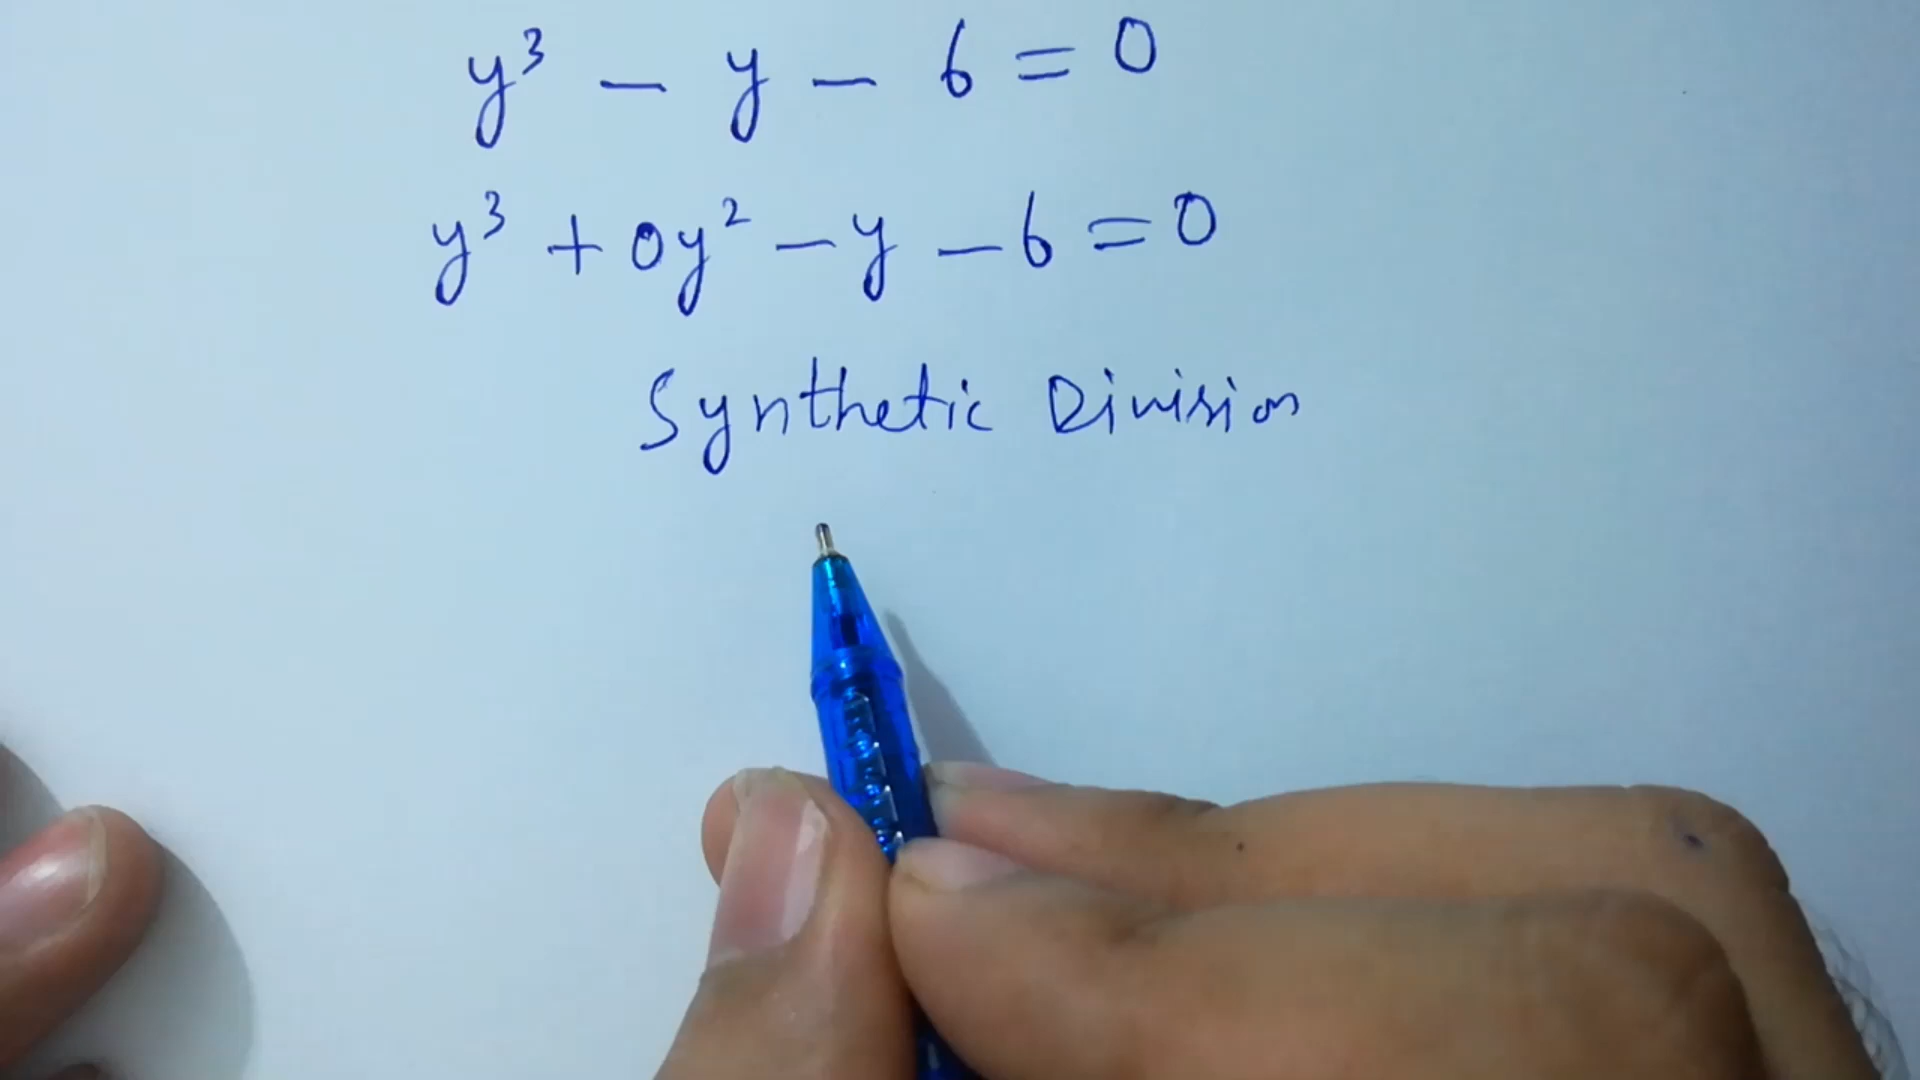 y³ - y - 6 = 0
y³ + 0y² - y - 6 = 0
Synthetic Division